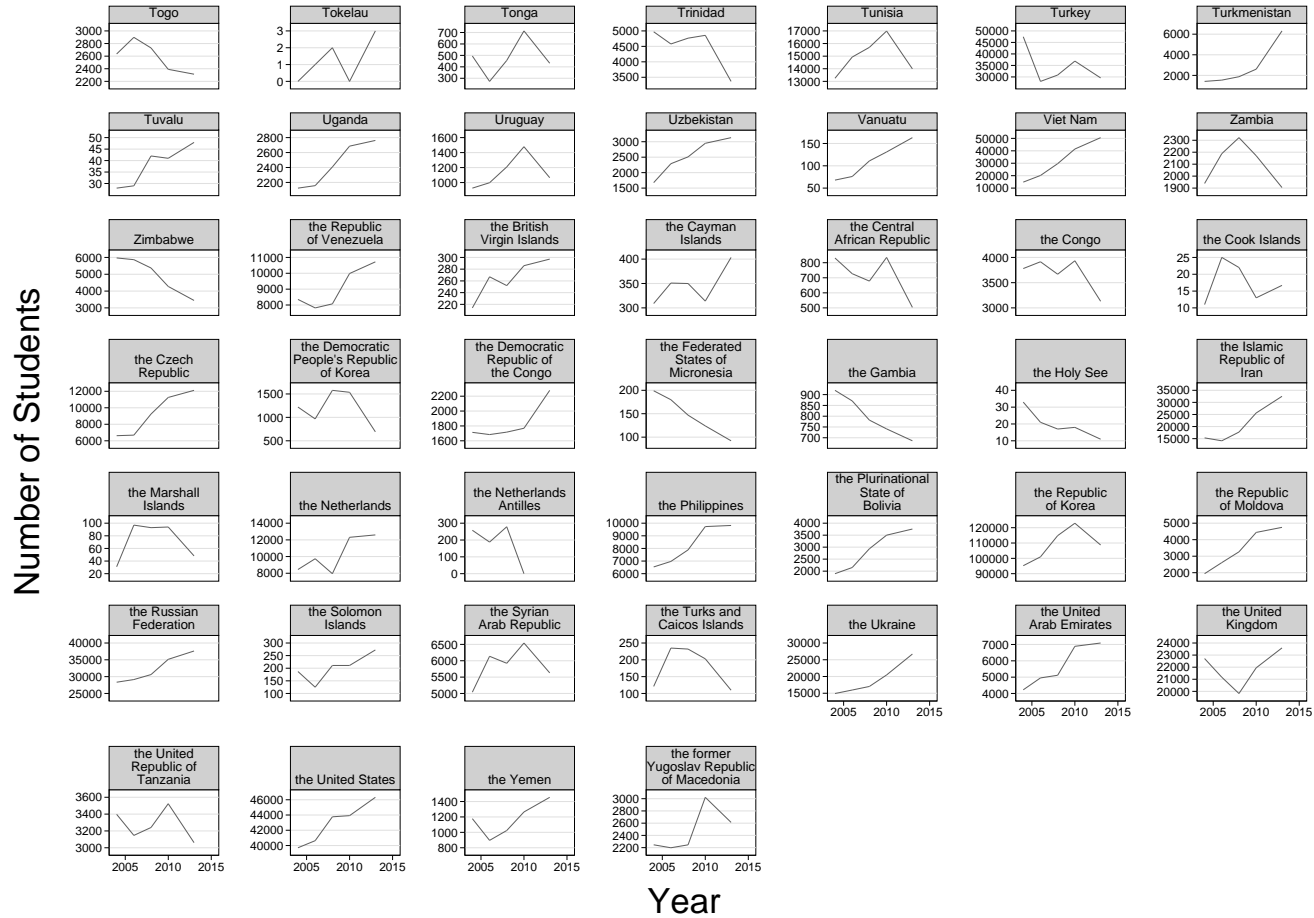 Number of Students
Togo
3000
2800
2600
2400
2200
Tokelau
3
2
1
0
Tonga
700
600
500
400
300
Trinidad
5000
4500
4000
3500
Tunisia
17000
16000
15000
14000
13000
Turkey
50000
45000
40000
35000
30000
Turkmenistan
6000
4000
2000
Tuvalu
50
45
40
35
30
Uganda
2800
2600
2400
2200
Uruguay
1600
1400
1200
1000
Uzbekistan
3000
2500
2000
1500
Vanuatu
150
100
50
Viet Nam
50000
40000
30000
20000
10000
Zambia
2300
2200
2100
2000
1900
Zimbabwe
6000
5000
4000
3000
the Republic
of Venezuela
11000
10000
9000
8000
the British
Virgin Islands
300
280
260
240
220
the Cayman
Islands
400
350
300
the Central
African Republic
800
700
600
500
the Congo
4000
3500
3000
the Cook Islands
25
20
15
10
the Czech
Republic
12000
10000
8000
6000
the Democratic
People's Republic
of Korea
1500
1000
500
the Democratic
Republic of
the Congo
2200
2000
1800
1600
the Federated
States of
Micronesia
200
150
100
the Gambia
900
850
800
750
700
the Holy See
40
30
20
10
the Islamic
Republic of
Iran
35000
30000
25000
20000
15000
the Marshall
Islands
100
80
60
40
20
the Netherlands
14000
12000
10000
8000
the Netherlands
Antilles
300
200
100
0
the Philippines
10000
9000
8000
7000
6000
the Plurinational
State of
Bolivia
4000
3500
3000
2500
2000
the Republic
of Korea
120000
110000
100000
90000
the Republic
of Moldova
5000
4000
3000
2000
the Russian
Federation
40000
35000
30000
25000
the Solomon
Islands
300
250
200
150
100
the Syrian
Arab Republic
6500
6000
5500
5000
the Turks and
Caicos Islands
250
200
150
100
the Ukraine
30000
25000
20000
15000
2005 2010 2015
the United
Arab Emirates
7000
6000
5000
4000
2005 2010 2015
the United
Kingdom
24000
23000
22000
21000
20000
2005 2010 2015
the United
Republic of
Tanzania
3600
3400
3200
3000
2005 2010 2015
the United States
46000
44000
42000
40000
2005 2010 2015
the Yemen
1400
1200
1000
800
2005 2010 2015
the former
Yugoslav Republic
of Macedonia
3000
2800
2600
2400
2200
2005 2010 2015
Year